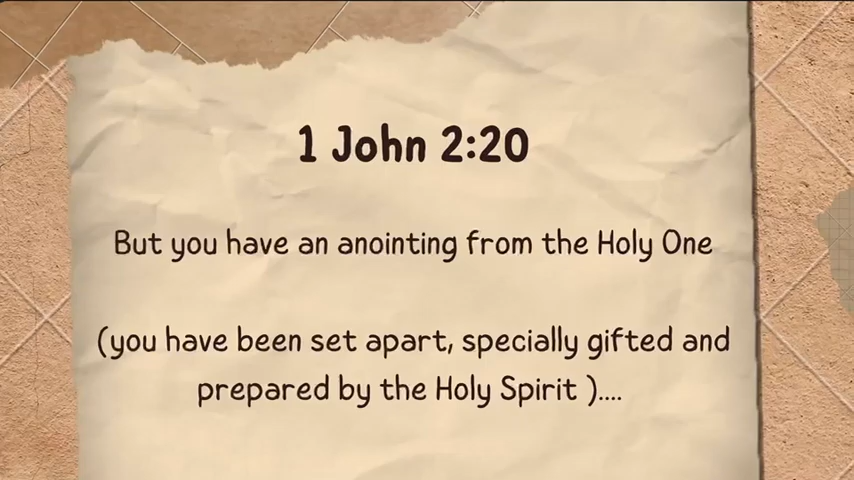 1 John 2:20
But you have an anointing from the Holy One
(you have been set apart, specially gifted and
prepared by the Holy Spirit )....